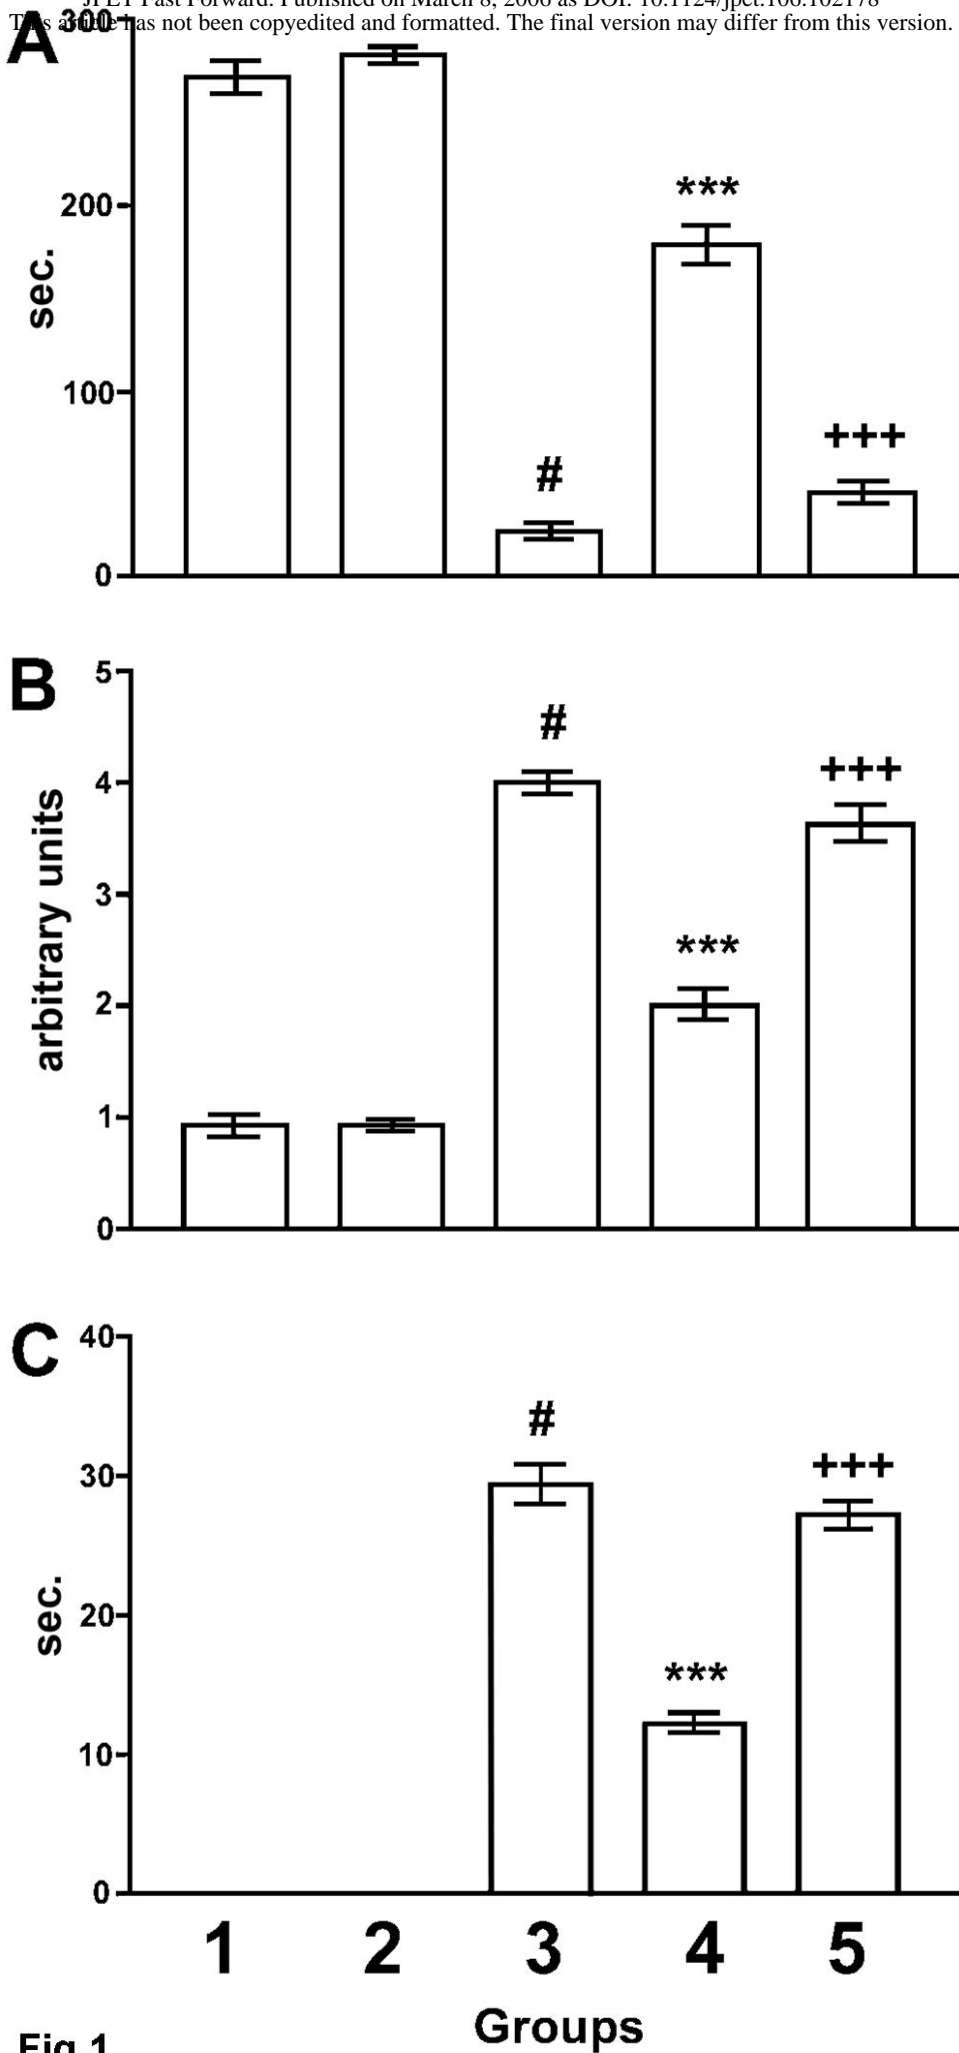 JPET Fast Forward. Published on March 8, 2006 as DOI: 10.1124/jpet.106.102178
This article has not been copyedited and formatted. The final version may differ from this version.
A
300
200
***
sec.
100
+++
#
0
B
5
#
4
+++
arbitrary units
3
***
2
1
0
C
40
#
30
+++
sec.
20
***
10
0
1 2 3 4 5
Groups
Fig 1